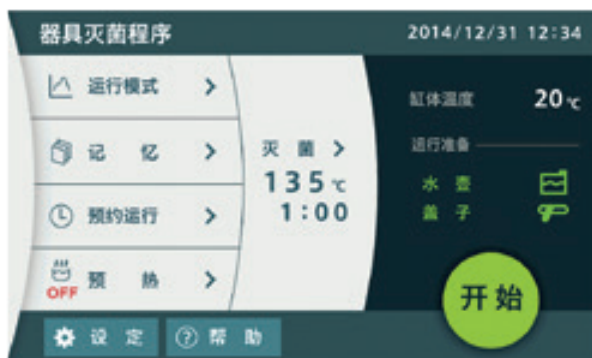 器具灭菌程序
2014/12/31 12:34
运行模式
记 忆
预约运行
OFF 预 热
灭 菌
135℃
1:00
缸体温度 20℃
运行准备
水 壶
盖 子
开始
设 定
帮 助